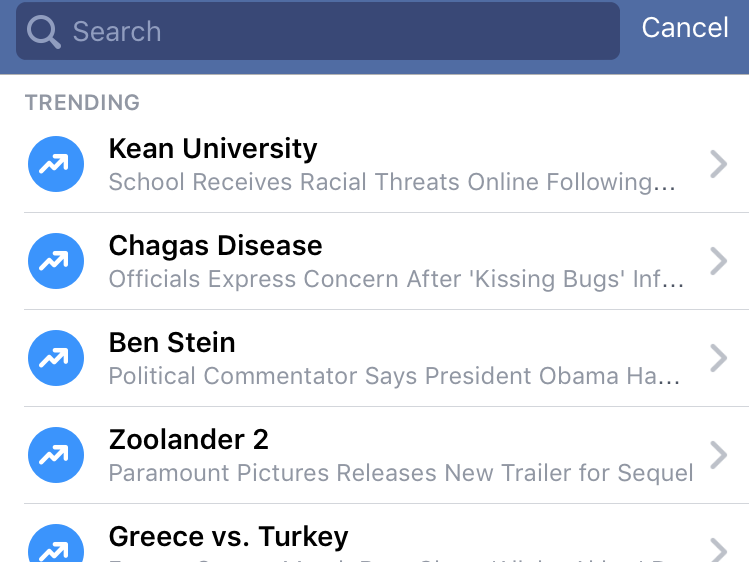 Search
Cancel
TRENDING
Kean University
School Receives Racial Threats Online Following...
Chagas Disease
Officials Express Concern After 'Kissing Bugs' Inf...
Ben Stein
Political Commentator Says President Obama Ha...
Zoolander 2
Paramount Pictures Releases New Trailer for Sequel
Greece vs. Turkey